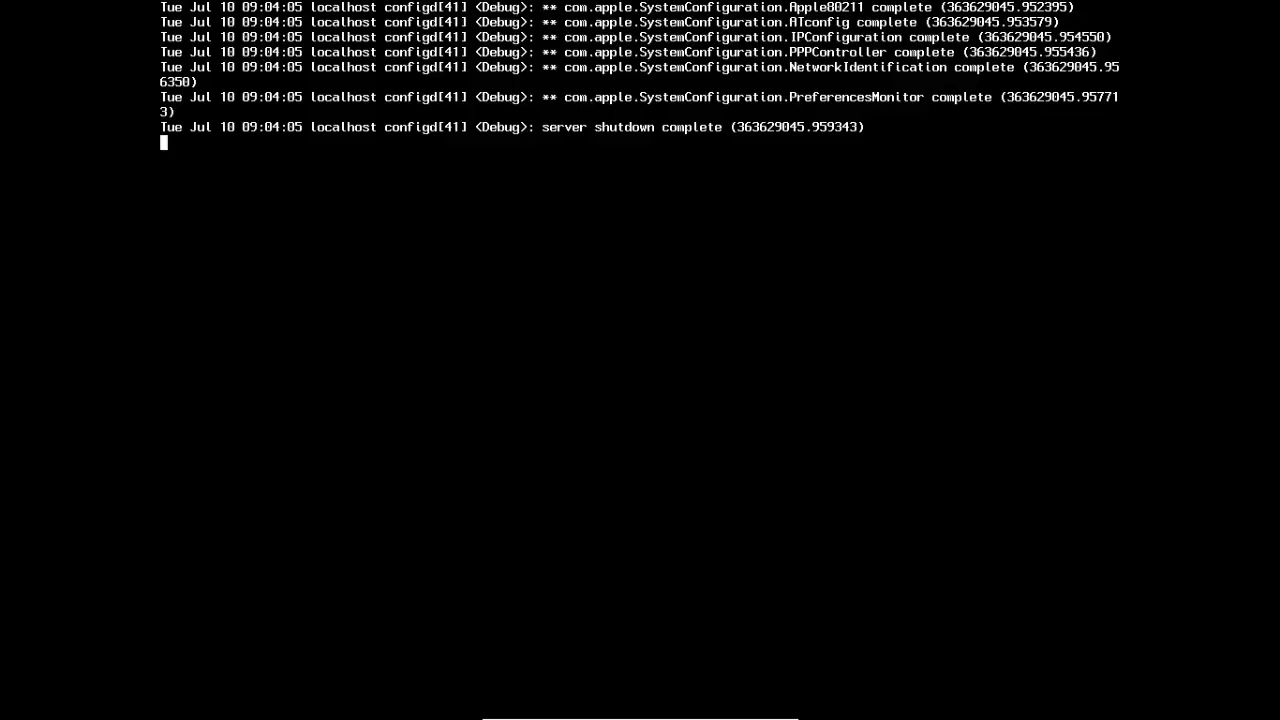 Tue Jul 10 09:04:05 localhost configd[41] <Debug>: ** com.apple.SystemConfiguration.Apple80211 complete (363629045.952395)
Tue Jul 10 09:04:05 localhost configd[41] <Debug>: ** com.apple.SystemConfiguration.ATconfig complete (363629045.953579)
Tue Jul 10 09:04:05 localhost configd[41] <Debug>: ** com.apple.SystemConfiguration.IPConfiguration complete (363629045.954550)
Tue Jul 10 09:04:05 localhost configd[41] <Debug>: ** com.apple.SystemConfiguration.PPPController complete (363629045.955436)
Tue Jul 10 09:04:05 localhost configd[41] <Debug>: ** com.apple.SystemConfiguration.NetworkIdentification complete (363629045.95
6350)
Tue Jul 10 09:04:05 localhost configd[41] <Debug>: ** com.apple.SystemConfiguration.PreferencesMonitor complete (363629045.95771
3)
Tue Jul 10 09:04:05 localhost configd[41] <Debug>: server shutdown complete (363629045.959343)